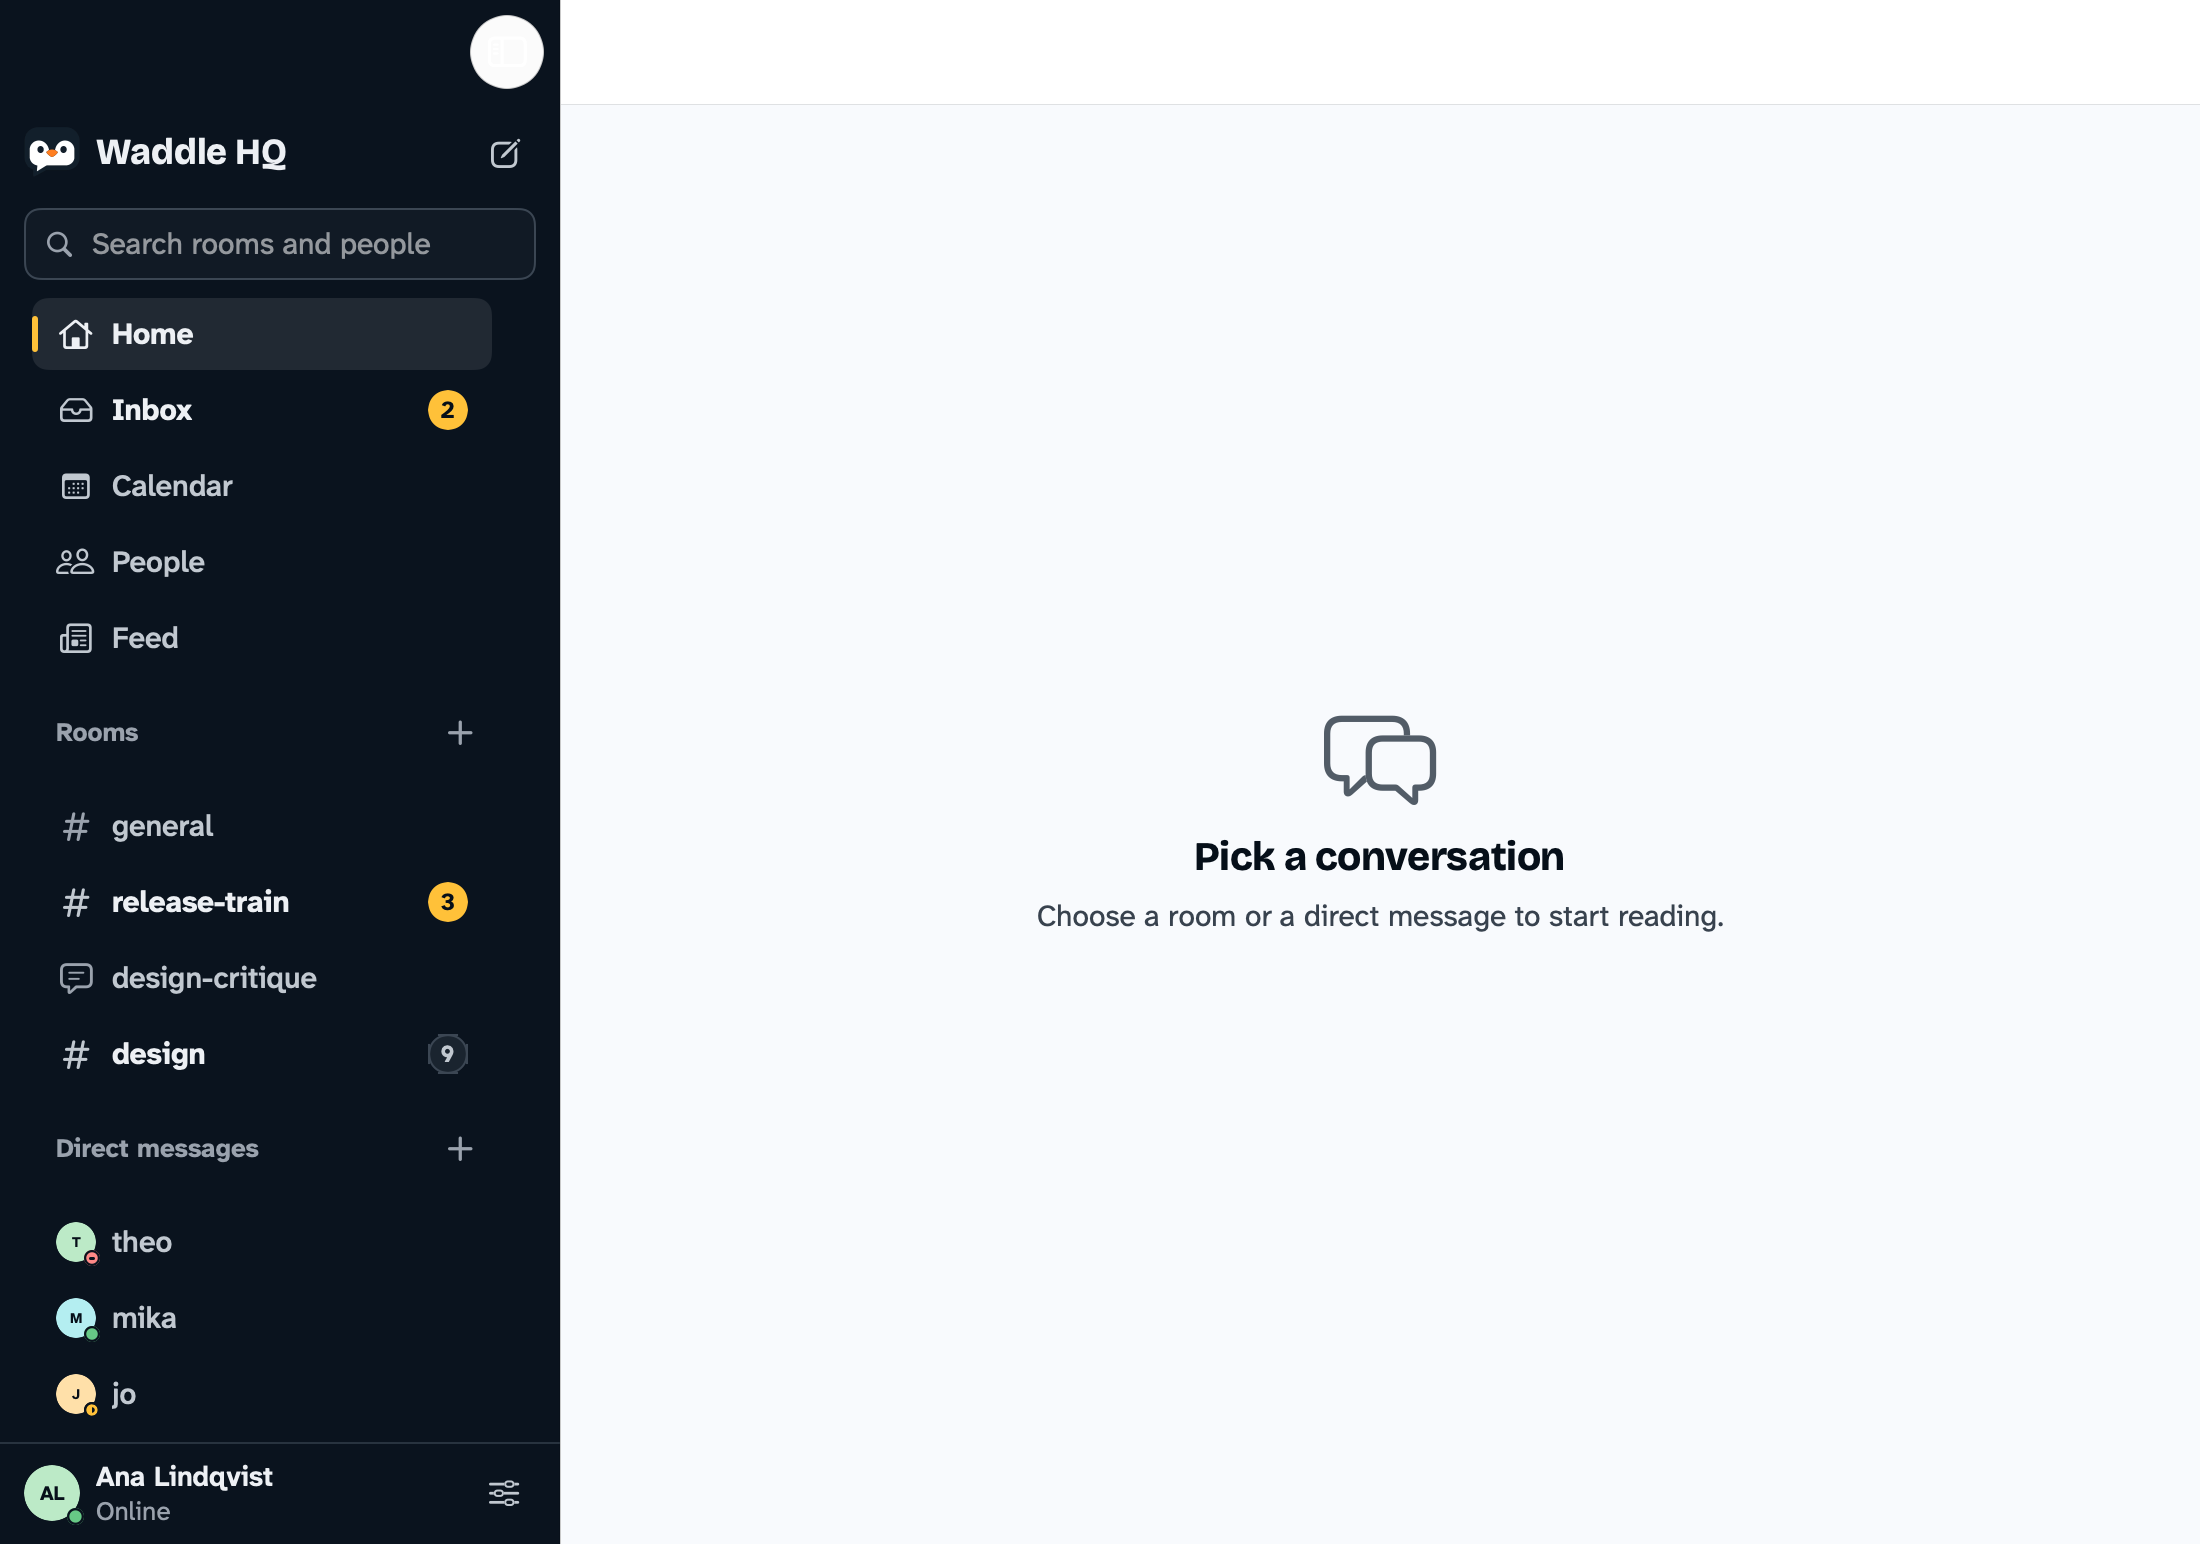 Waddle HQ
Search rooms and people
Home
Inbox 2
Calendar
People
Feed
Rooms
general
release-train 3
design-critique
design 9
Direct messages
T theo
M mika
J jo
AL Ana Lindqvist
Online
Pick a conversation
Choose a room or a direct message to start reading.